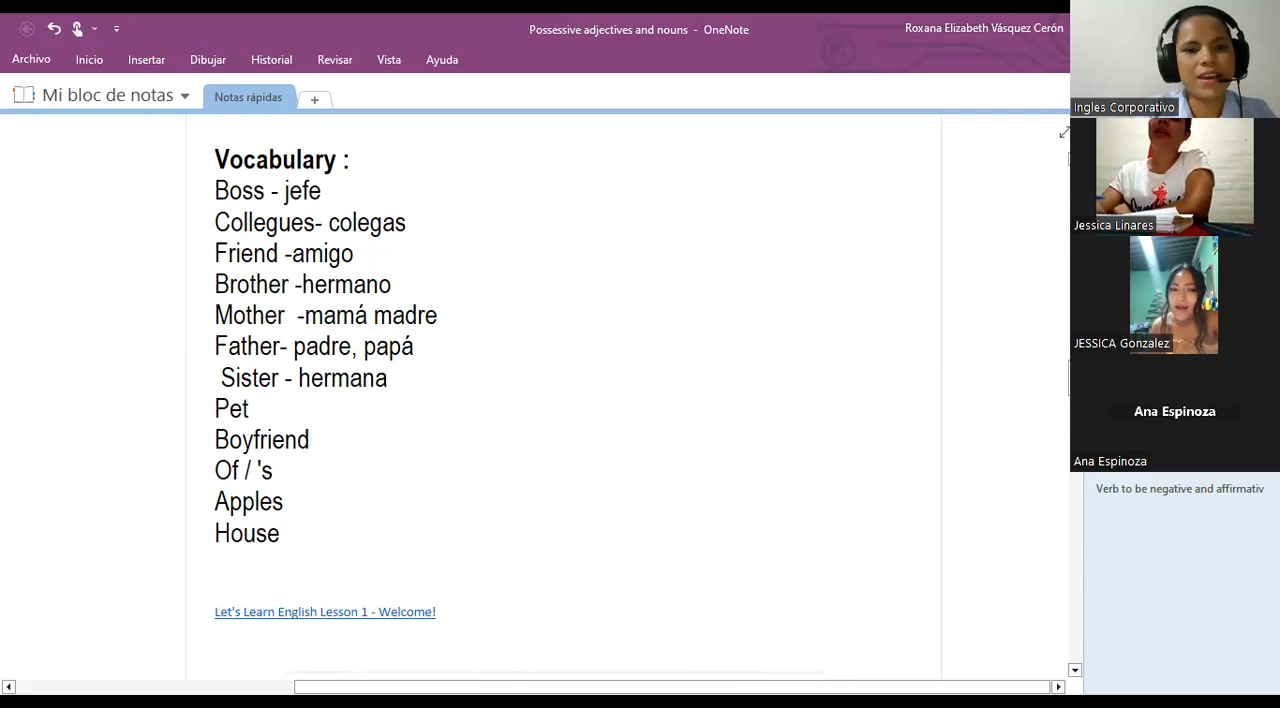 Possessive adjectives and nouns - OneNote
Roxana Elizabeth Vásquez Cerón
Archivo Inicio Insertar Dibujar Historial Revisar Vista Ayuda
Mi bloc de notas Notas rápidas
Vocabulary :
Boss - jefe
Collegues- colegas
Friend -amigo
Brother -hermano
Mother -mamá madre
Father- padre, papá
Sister - hermana
Pet
Boyfriend
Of / 's
Apples
House
Let's Learn English Lesson 1 - Welcome!
Ingles Corporativo
Jessica Linares
JESSICA Gonzalez
Ana Espinoza
Ana Espinoza
Verb to be negative and affirmativ